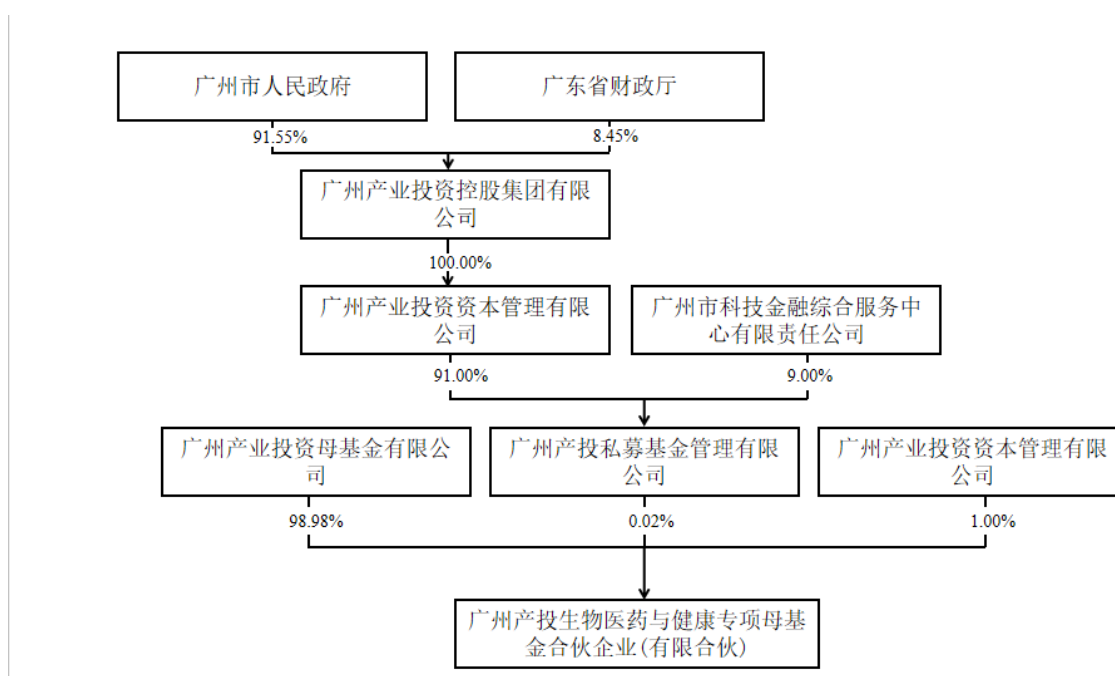 广州市人民政府
广东省财政厅
91.55%
8.45%
广州产业投资控股集团有限
公司
100.00%
广州产业投资资本管理有限
公司
广州市科技金融综合服务中
心有限责任公司
91.00%
9.00%
广州产业投资母基金有限公
司
广州产投私募基金管理有限
公司
广州产业投资资本管理有限
公司
98.98%
0.02%
1.00%
广州产投生物医药与健康专项母基
金合伙企业(有限合伙)